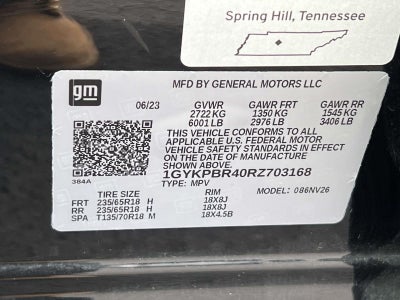 Spring Hill, Tennessee
gm
MFD BY GENERAL MOTORS LLC
06/23 GVWR GAWR FRT GAWR RR
2722 KG 1350 KG 1545 KG
6001 LB 2976 LB 3406 LB
THIS VEHICLE CONFORMS TO ALL
APPLICABLE U.S. FEDERAL MOTOR
VEHICLE SAFETY STANDARDS IN EFFECT
ON THE DATE OF MANUFACTURE
SHOWN ABOVE.
1GYKPBR40RZ703168
384A TYPE: MPV MODEL: 086NV26
TIRE SIZE RIM
FRT 235/65R18 H 18X8J
RR 235/65R18 H 18X8J
SPA T135/70R18 M 18X4.5B